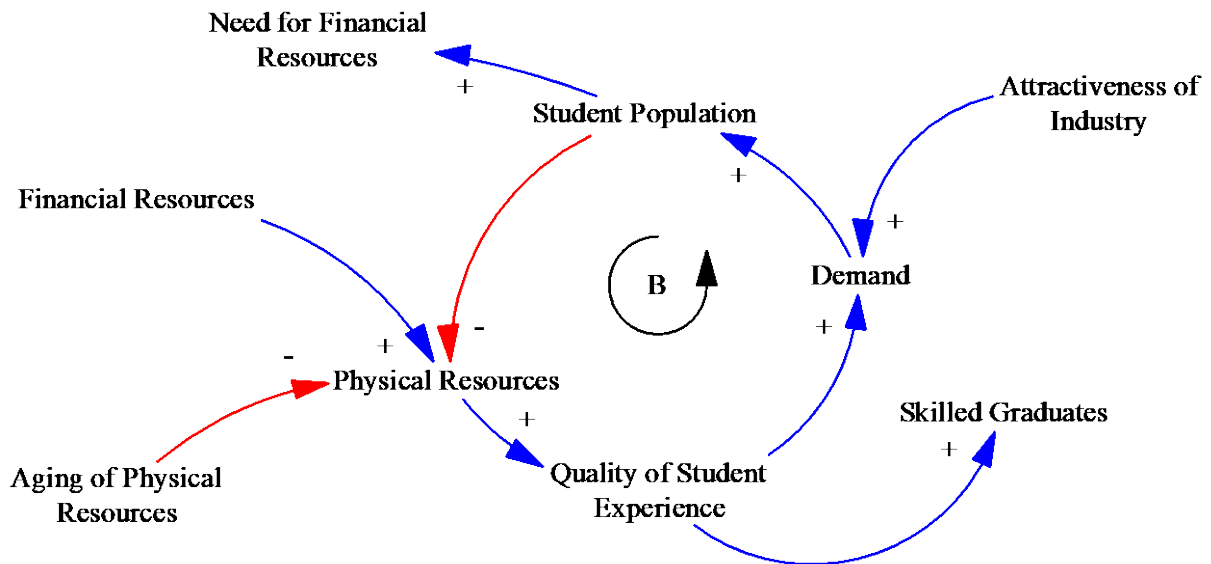 Need for Financial
Resources
+
Student Population
Attractiveness of
Industry
+
Financial Resources
+
B
Demand
+
-
+
-
Physical Resources
+
Skilled Graduates
+
Aging of Physical
Resources
Quality of Student
Experience